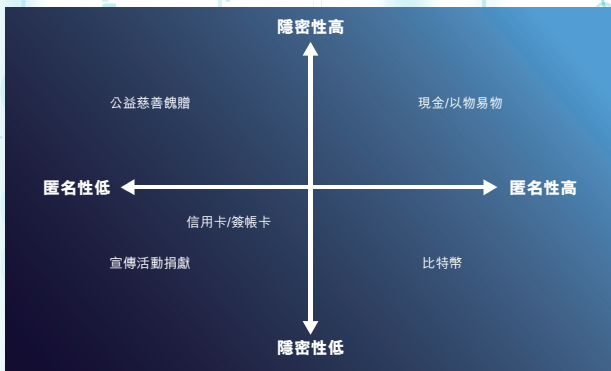 隱密性高
公益慈善餽贈
現金/以物易物
匿名性低
匿名性高
信用卡/簽帳卡
宣傳活動捐獻
比特幣
隱密性低